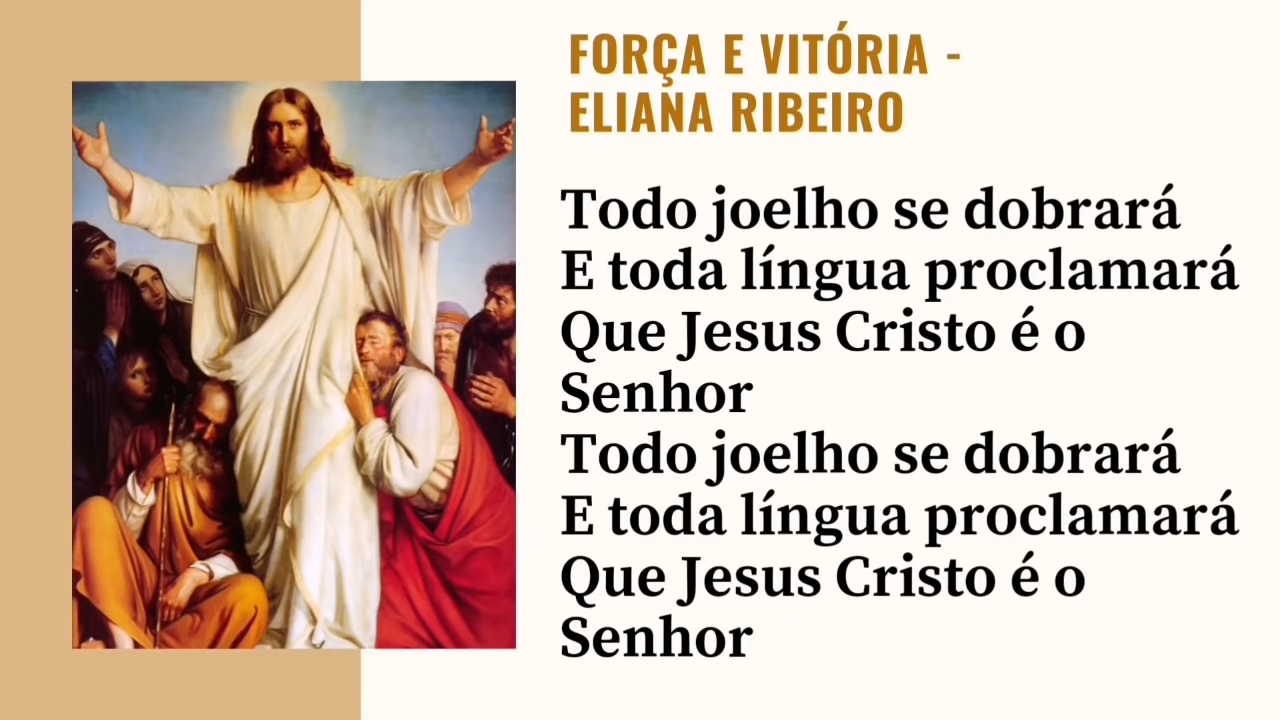 FORÇA E VITÓRIA -
ELIANA RIBEIRO
Todo joelho se dobrará
E toda língua proclamará
Que Jesus Cristo é o
Senhor
Todo joelho se dobrará
E toda língua proclamará
Que Jesus Cristo é o
Senhor